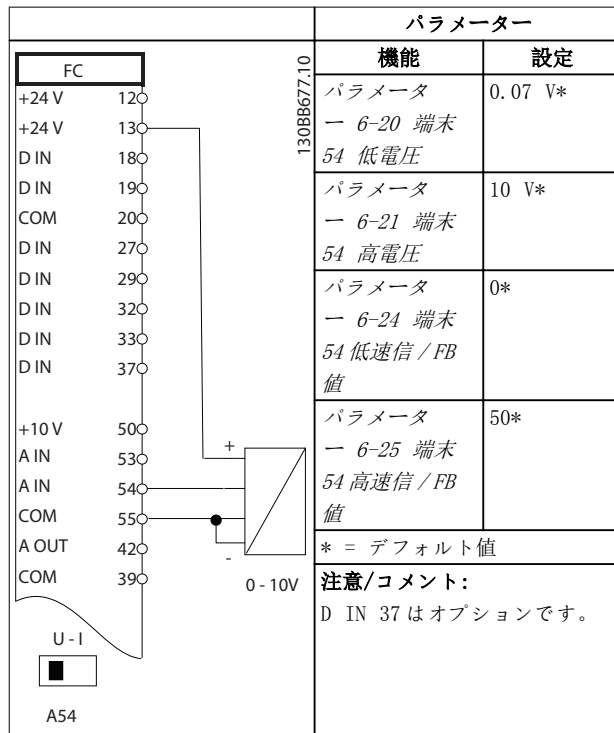 パラメーター
FC
130BB677.10
+24 V 12
+24 V 13
D IN 18
D IN 19
COM 20
D IN 27
D IN 29
D IN 32
D IN 33
D IN 37
+10 V 50
A IN 53
A IN 54
COM 55
A OUT 42
COM 39
+
-
0 - 10V
U - I
A54
機能 設定
パラメータ 0.07 V*
ー 6-20 端末
54 低電圧
パラメータ 10 V*
ー 6-21 端末
54 高電圧
パラメータ 0*
ー 6-24 端末
54 低速信/FB
値
パラメータ 50*
ー 6-25 端末
54 高速信/FB
値
* = デフォルト値
注意/コメント:
D IN 37 はオプションです。